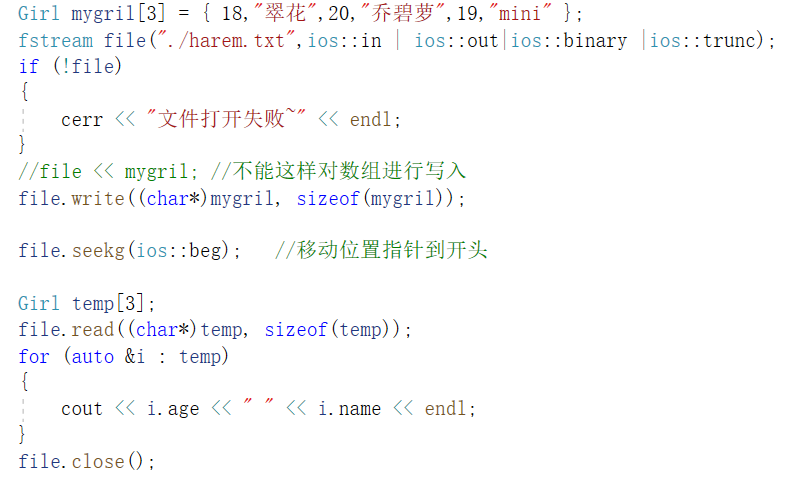 Girl mygril[3] = { 18,"翠花",20,"乔碧萝",19,"mini" };
fstream file("./harem.txt",ios::in | ios::out|ios::binary |ios::trunc);
if (!file)
{
    cerr << "文件打开失败~" << endl;
}
//file << mygril; //不能这样对数组进行写入
file.write((char*)mygril, sizeof(mygril));
file.seekg(ios::beg);   //移动位置指针到开头
Girl temp[3];
file.read((char*)temp, sizeof(temp));
for (auto &i : temp)
{
    cout << i.age << " " << i.name << endl;
}
file.close();